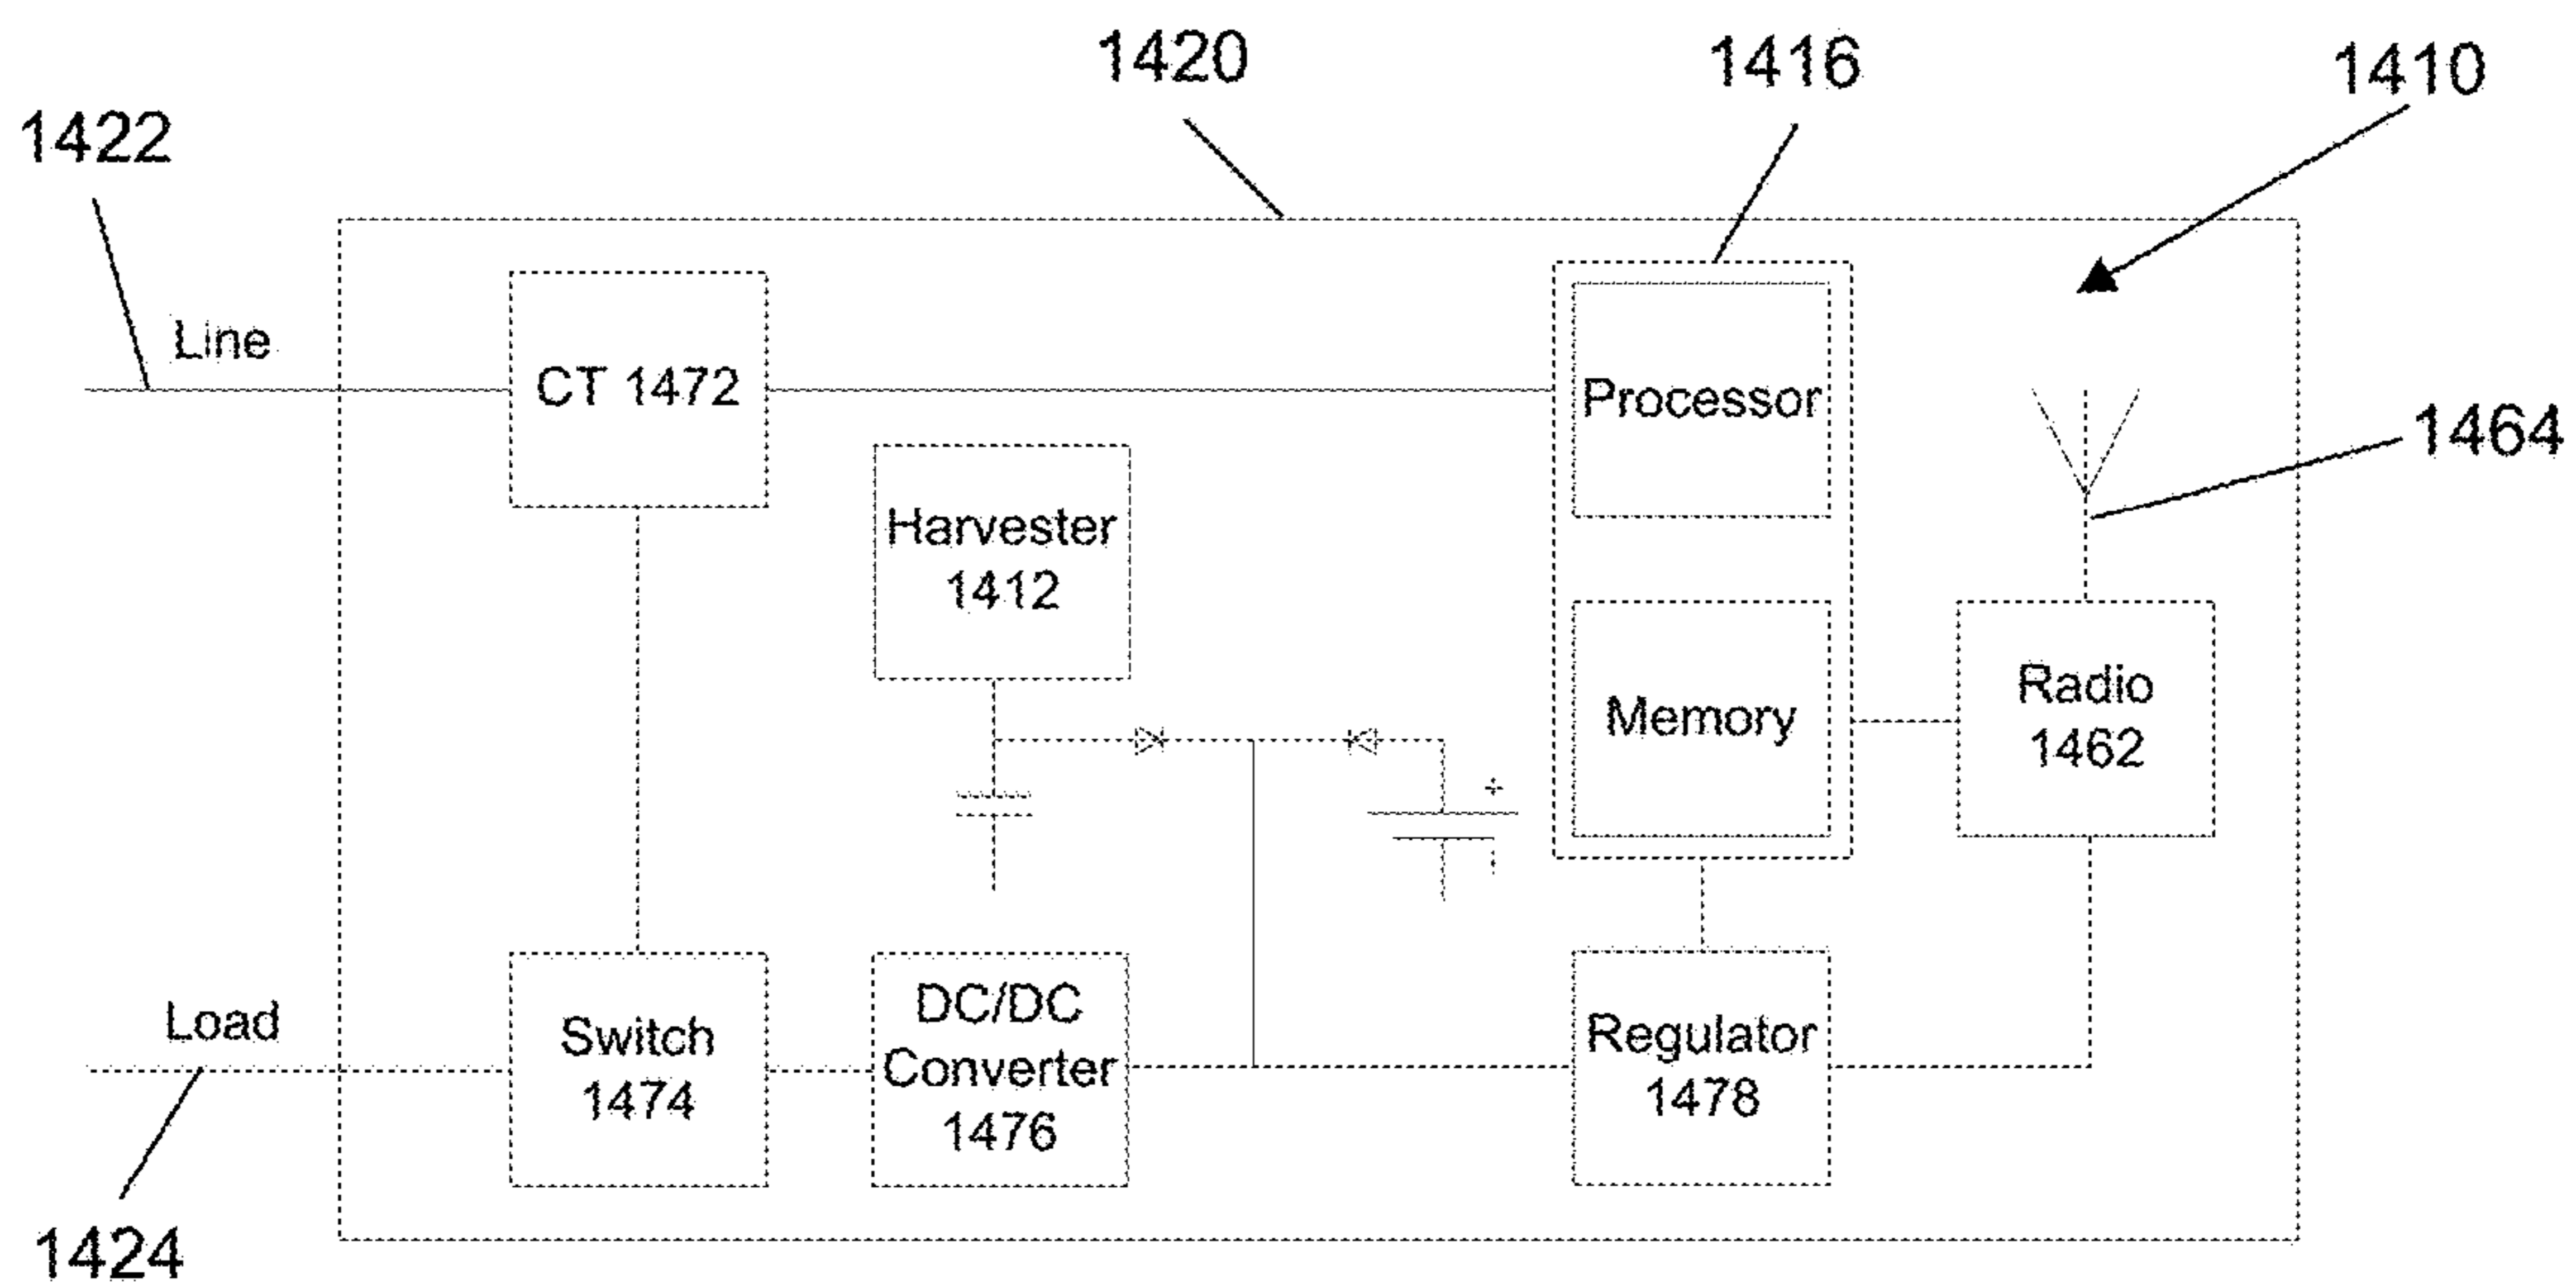 1420
1416
1410
1422
Line
CT 1472
Processor
1464
Harvester
1412
Memory
Radio
1462
+
Load
Switch
1474
DC/DC
Converter
1476
Regulator
1478
1424